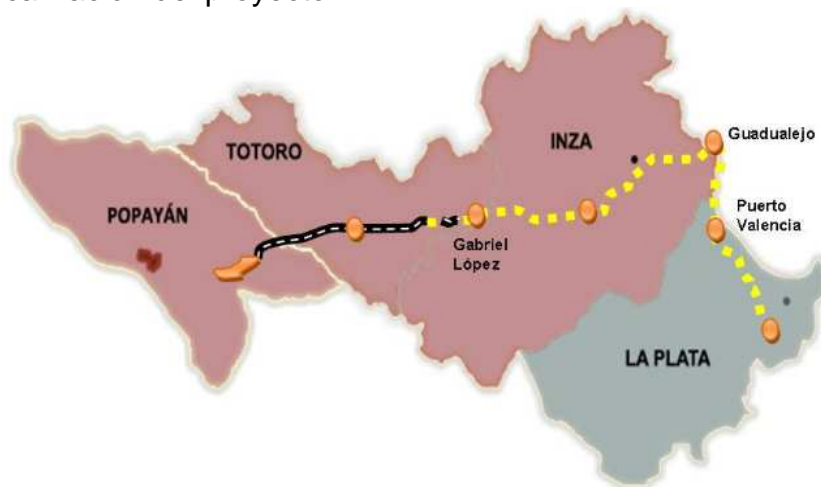 INZA
Guadualejo
TOTORO
POPAYÁN
Puerto
Valencia
Gabriel
López
LA PLATA